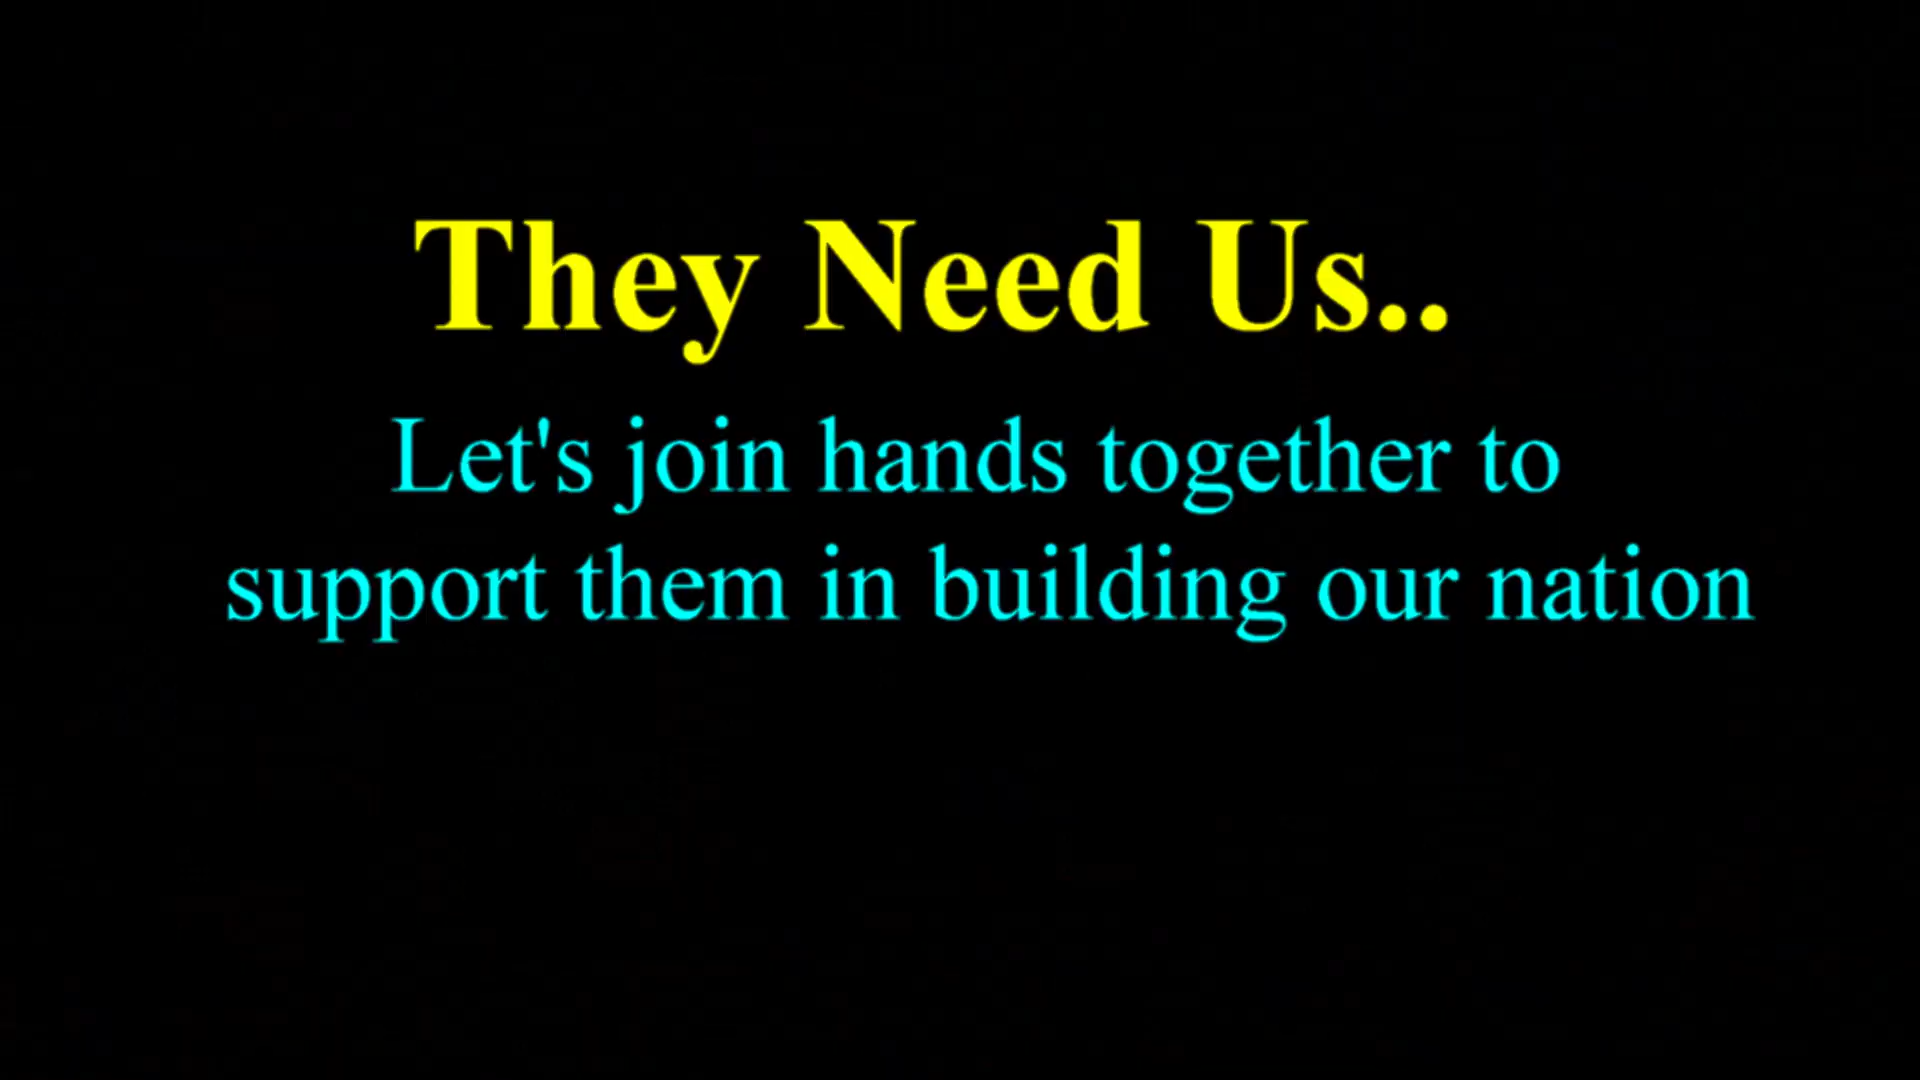 They Need Us..
Let's join hands together to
support them in building our nation